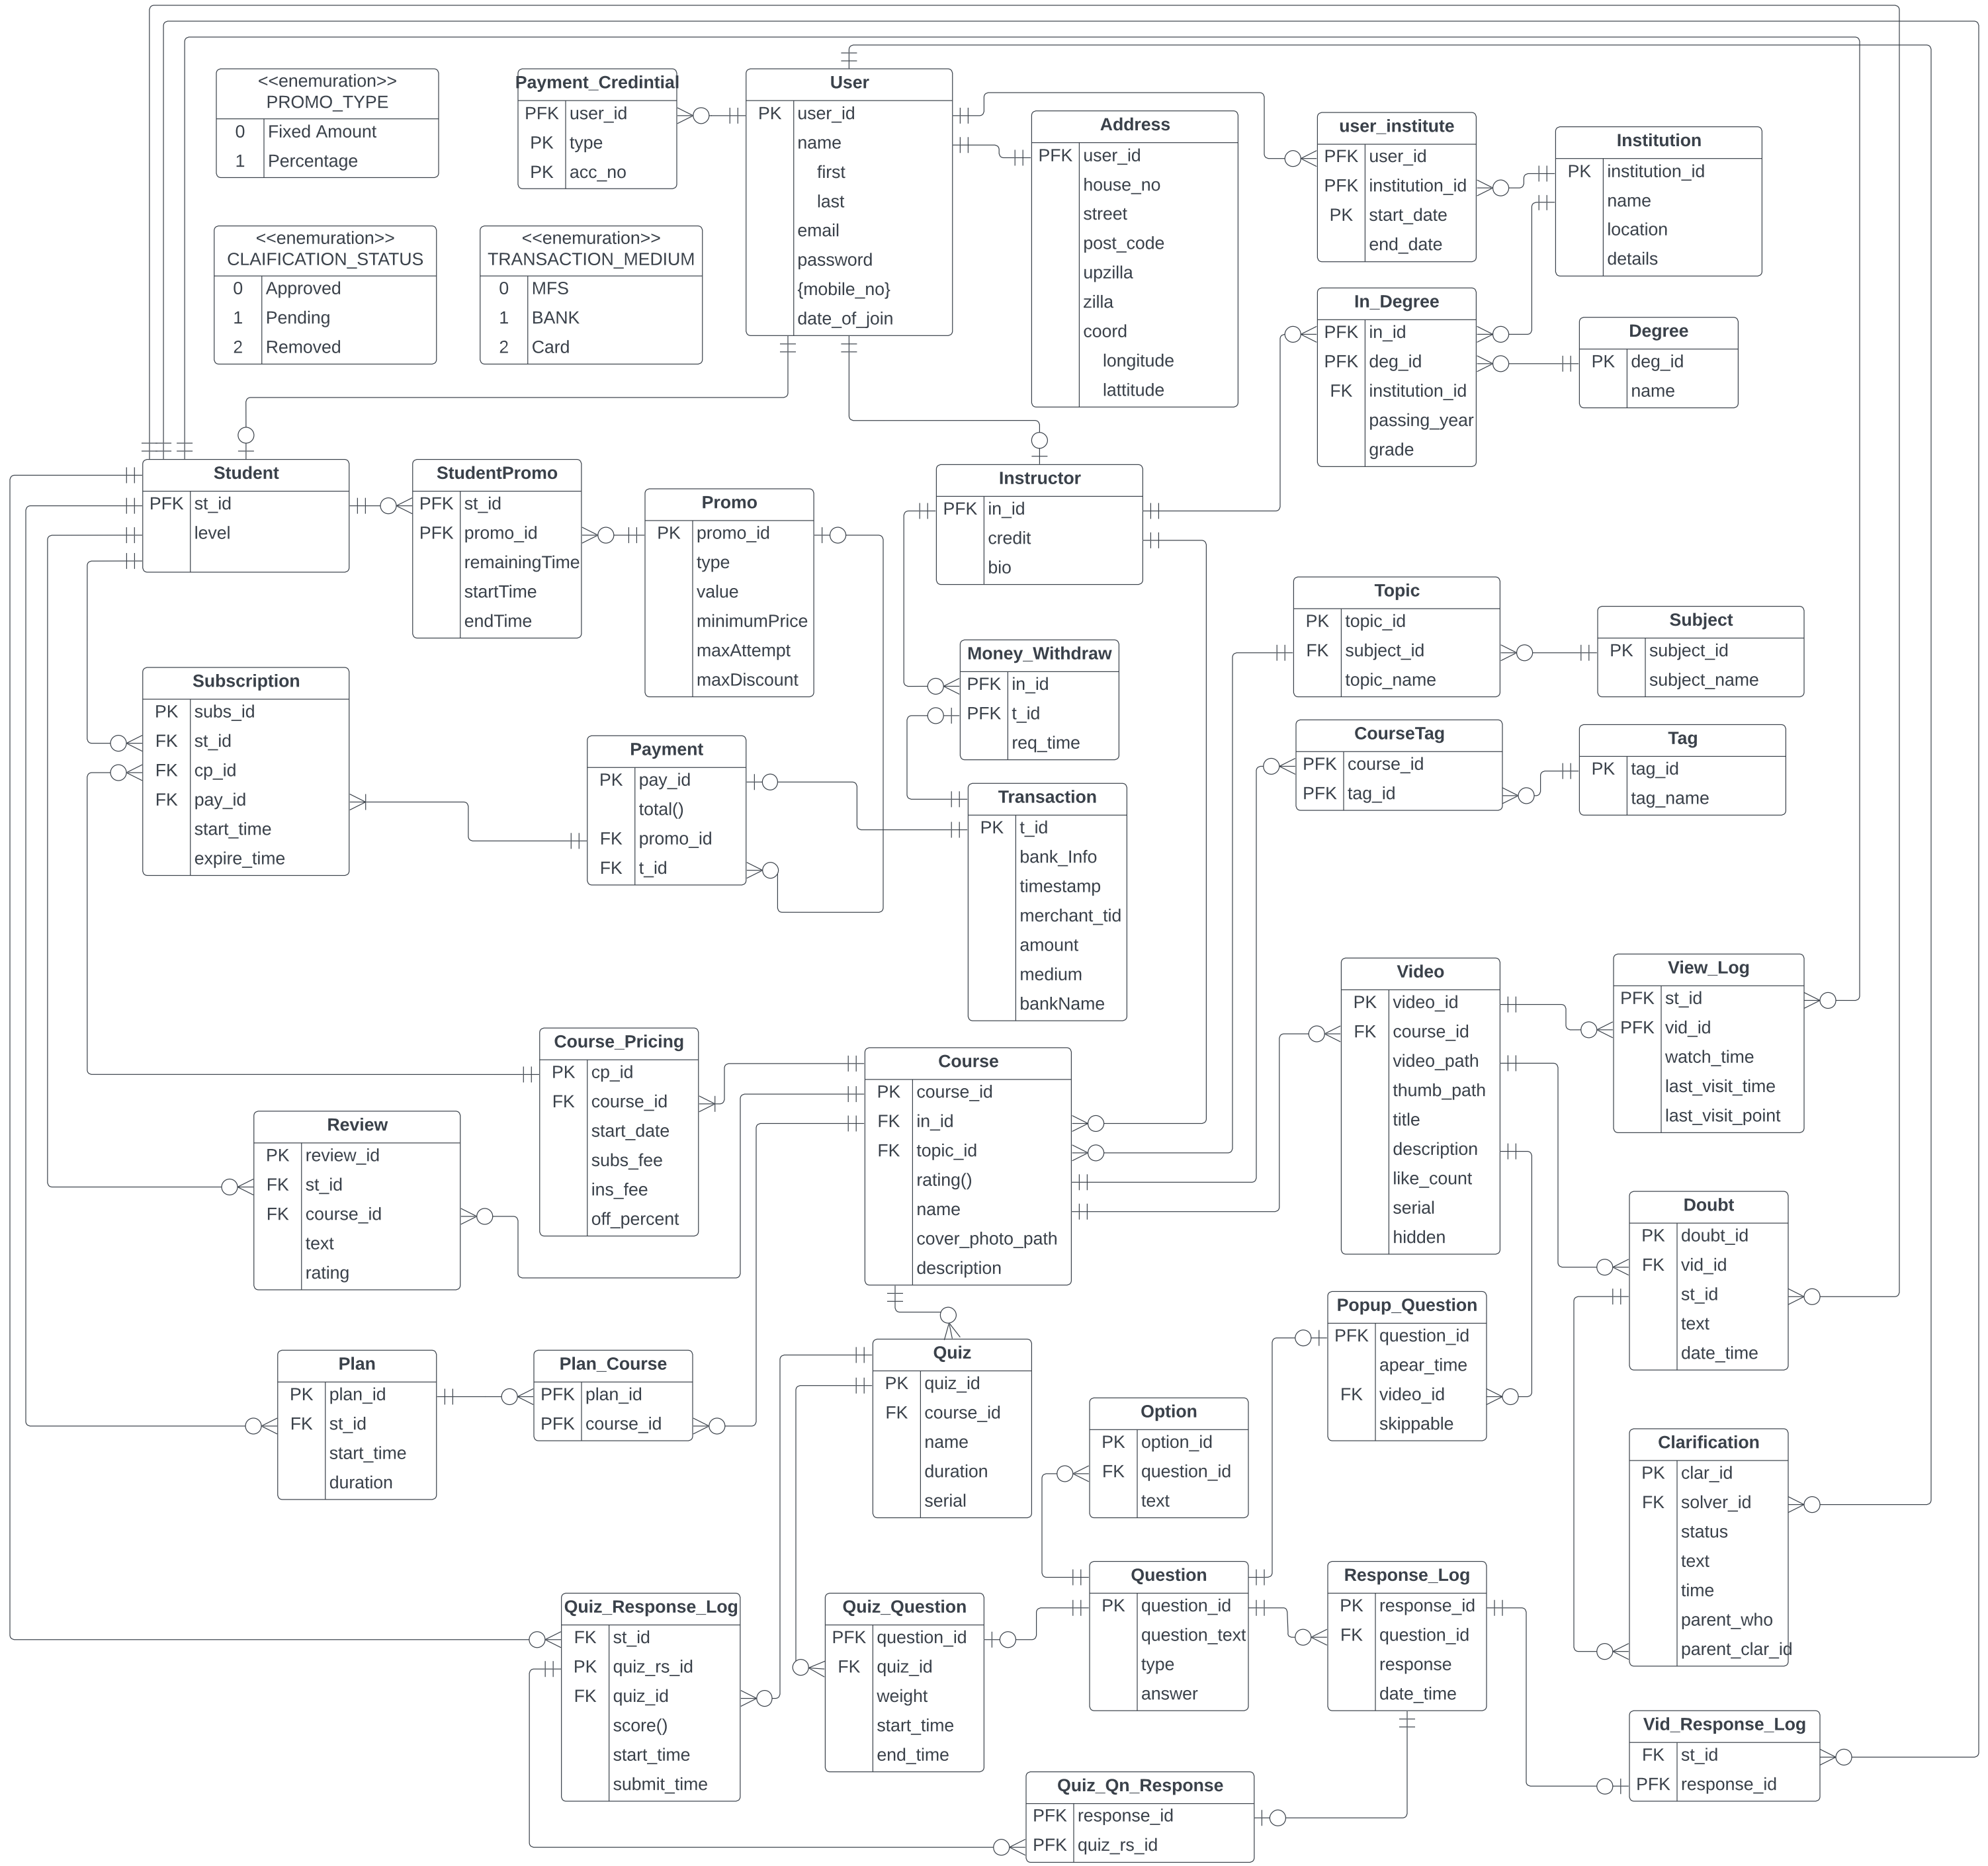 <<enemuration>>
PROMO_TYPE
0 Fixed Amount
1 Percentage
Payment_Credintial
PFK user_id
PK type
PK acc_no
User
PK user_id
name
first
last
email
password
{mobile_no}
date_of_join
Address
PFK user_id
house_no
street
post_code
upzilla
zilla
coord
longitude
lattitude
user_institute
PFK user_id
PFK institution_id
PK start_date
end_date
Institution
PK institution_id
name
location
details
<<enemuration>>
CLAIFICATION_STATUS
0 Approved
1 Pending
2 Removed
<<enemuration>>
TRANSACTION_MEDIUM
0 MFS
1 BANK
2 Card
In_Degree
PFK in_id
PFK deg_id
FK institution_id
passing_year
grade
Degree
PK deg_id
name
Student
PFK st_id
level
StudentPromo
PFK st_id
PFK promo_id
remainingTime
startTime
endTime
Promo
PK promo_id
type
value
minimumPrice
maxAttempt
maxDiscount
Instructor
PFK in_id
credit
bio
Topic
PK topic_id
FK subject_id
topic_name
Subject
PK subject_id
subject_name
Money_Withdraw
PFK in_id
PFK t_id
req_time
Subscription
PK subs_id
FK st_id
FK cp_id
FK pay_id
start_time
expire_time
Payment
PK pay_id
total()
FK promo_id
FK t_id
CourseTag
PFK course_id
PFK tag_id
Tag
PK tag_id
tag_name
Transaction
PK t_id
bank_Info
timestamp
merchant_tid
amount
medium
bankName
Video
PK video_id
FK course_id
video_path
thumb_path
title
description
like_count
serial
hidden
View_Log
PFK st_id
PFK vid_id
watch_time
last_visit_time
last_visit_point
Course_Pricing
PK cp_id
FK course_id
start_date
subs_fee
ins_fee
off_percent
Course
PK course_id
FK in_id
FK topic_id
rating()
name
cover_photo_path
description
Review
PK review_id
FK st_id
FK course_id
text
rating
Doubt
PK doubt_id
FK vid_id
st_id
text
date_time
Popup_Question
PFK question_id
apear_time
FK video_id
skippable
Plan
PK plan_id
FK st_id
start_time
duration
Plan_Course
PFK plan_id
PFK course_id
Quiz
PK quiz_id
FK course_id
name
duration
serial
Option
PK option_id
FK question_id
text
Clarification
PK clar_id
FK solver_id
status
text
time
parent_who
parent_clar_id
Quiz_Response_Log
FK st_id
PK quiz_rs_id
FK quiz_id
score()
start_time
submit_time
Quiz_Question
PFK question_id
FK quiz_id
weight
start_time
end_time
Question
PK question_id
question_text
type
answer
Response_Log
PK response_id
FK question_id
response
date_time
Vid_Response_Log
FK st_id
PFK response_id
Quiz_Qn_Response
PFK response_id
PFK quiz_rs_id